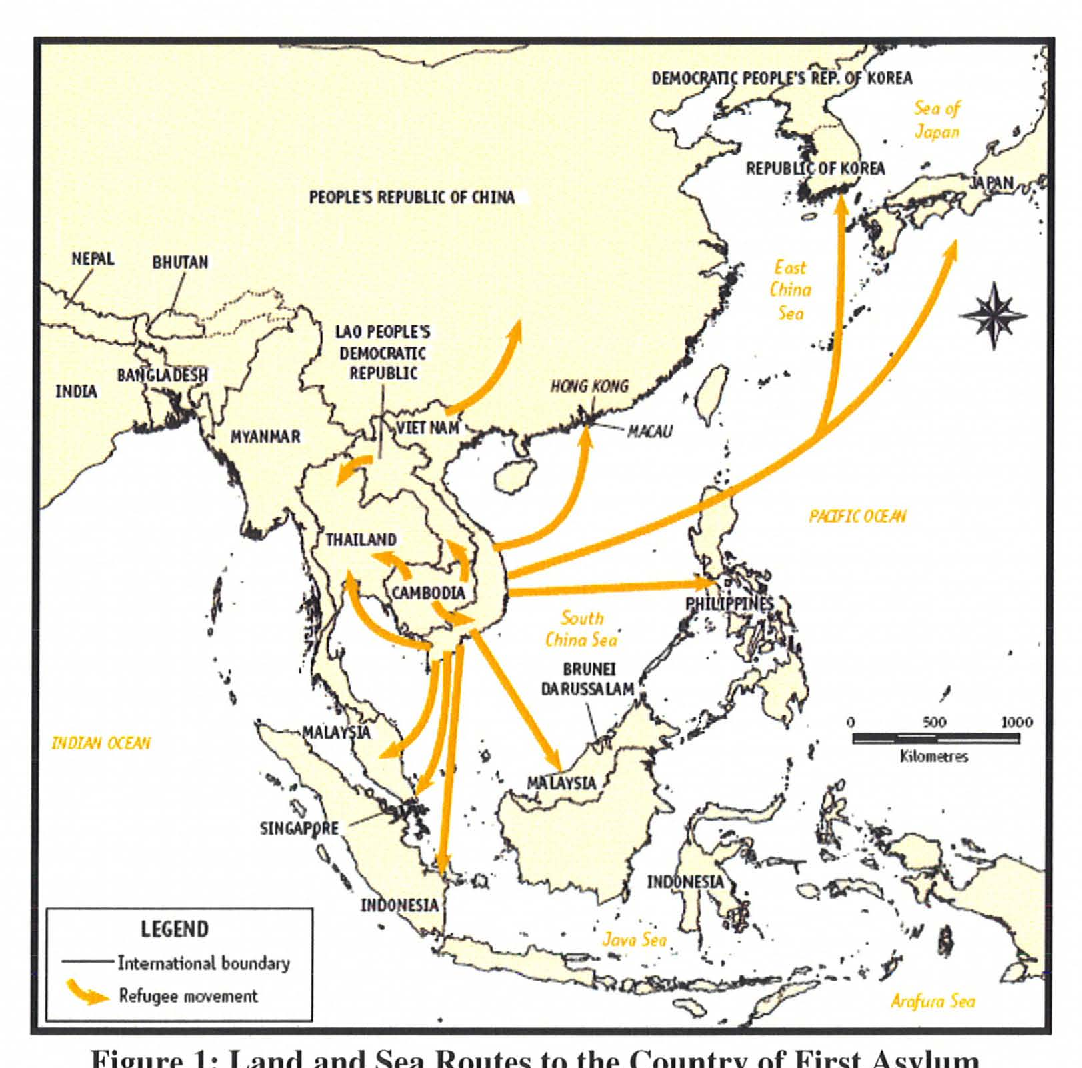 DEMOCRATIC PEOPLE'S REP. OF KOREA
Sea of
Japan
REPUBLIC OF KOREA
JAPAN
PEOPLE'S REPUBLIC OF CHINA
NEPAL
BHUTAN
East
China
Sea
LAO PEOPLE'S
DEMOCRATIC
REPUBLIC
BANGLADESH
INDIA
HONG KONG
MACAU
VIET NAM
MYANMAR
PACIFIC OCEAN
THAILAND
CAMBODIA
PHILIPPINES
South
China Sea
BRUNEI
DARUSSALAM
INDIAN OCEAN
MALAYSIA
0 500 1000
Kilometres
MALAYSIA
SINGAPORE
INDONESIA
INDONESIA
Java Sea
Arafura Sea
LEGEND
International boundary
Refugee movement
Figure 1: Land and Sea Routes to the Country of First Asylum